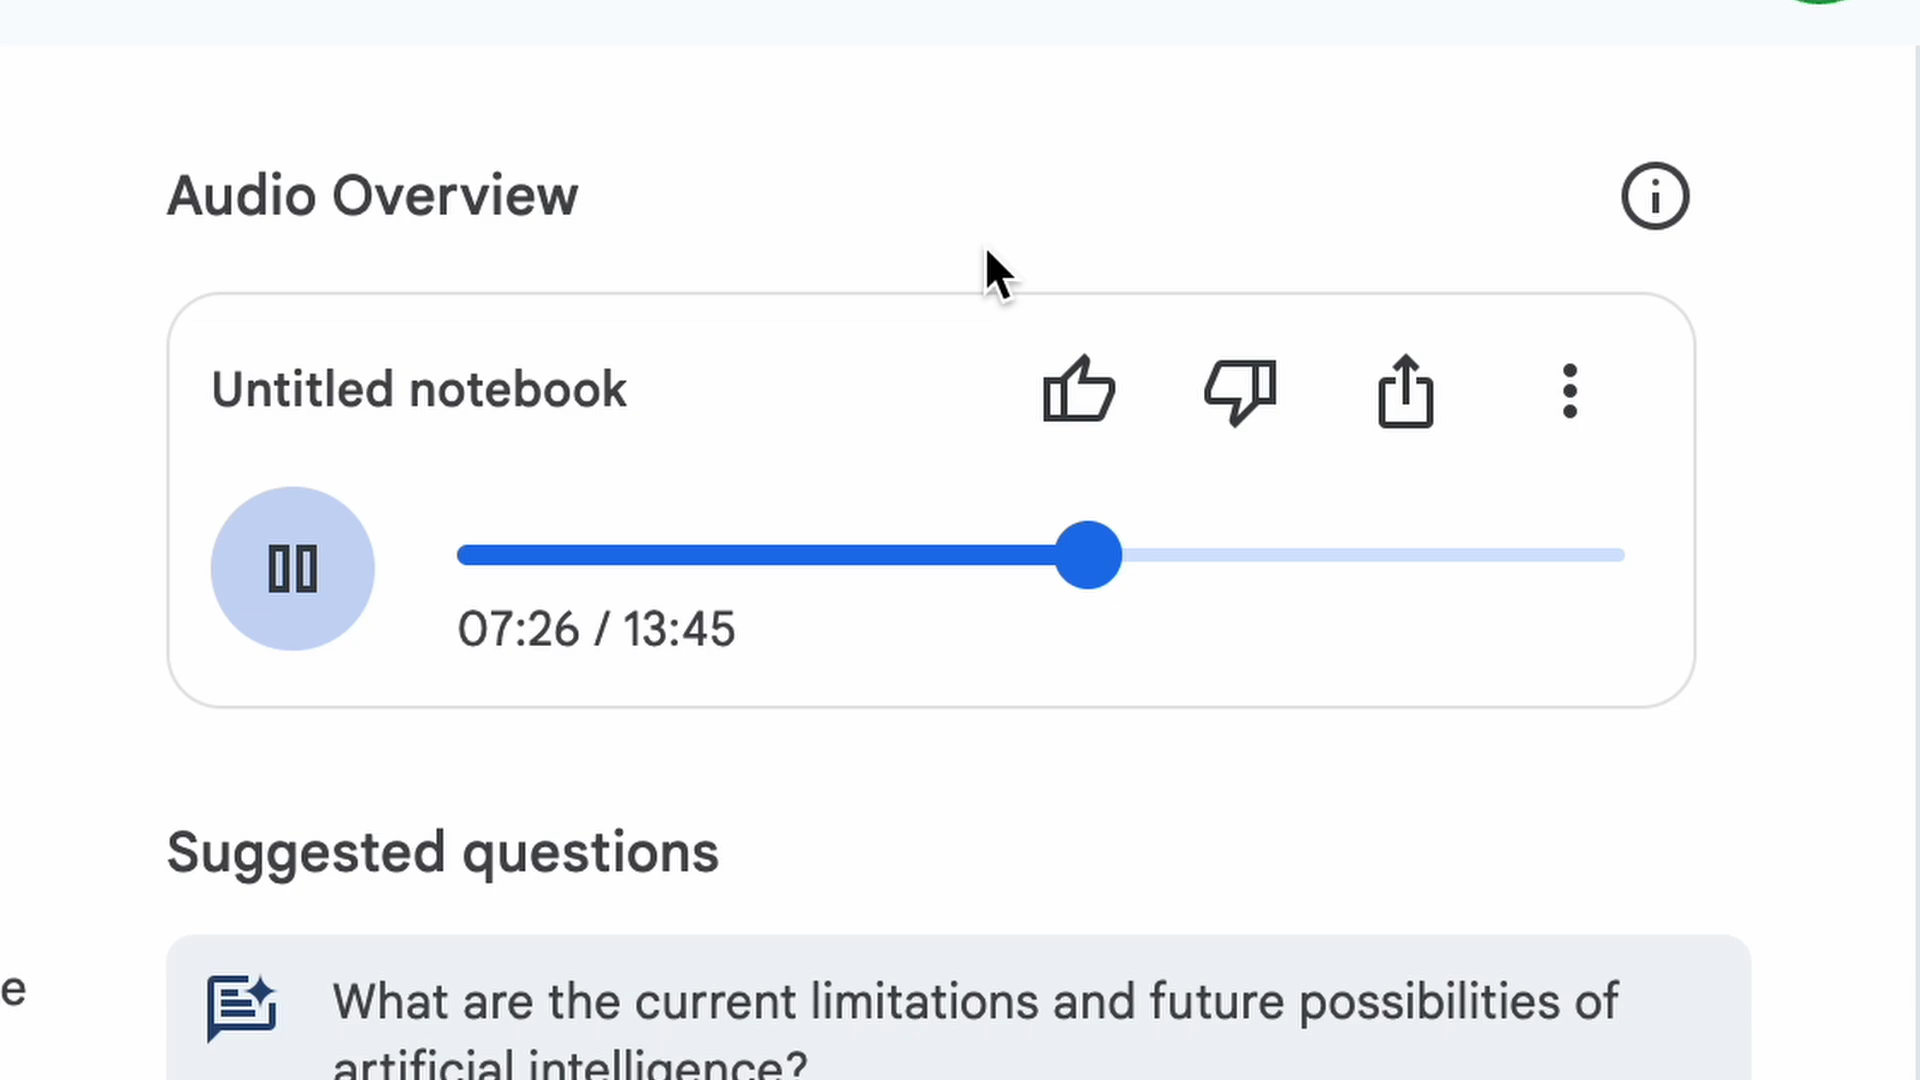 Audio Overview
Untitled notebook
07:26 / 13:45
Suggested questions
e
What are the current limitations and future possibilities of
artificial intelligence?